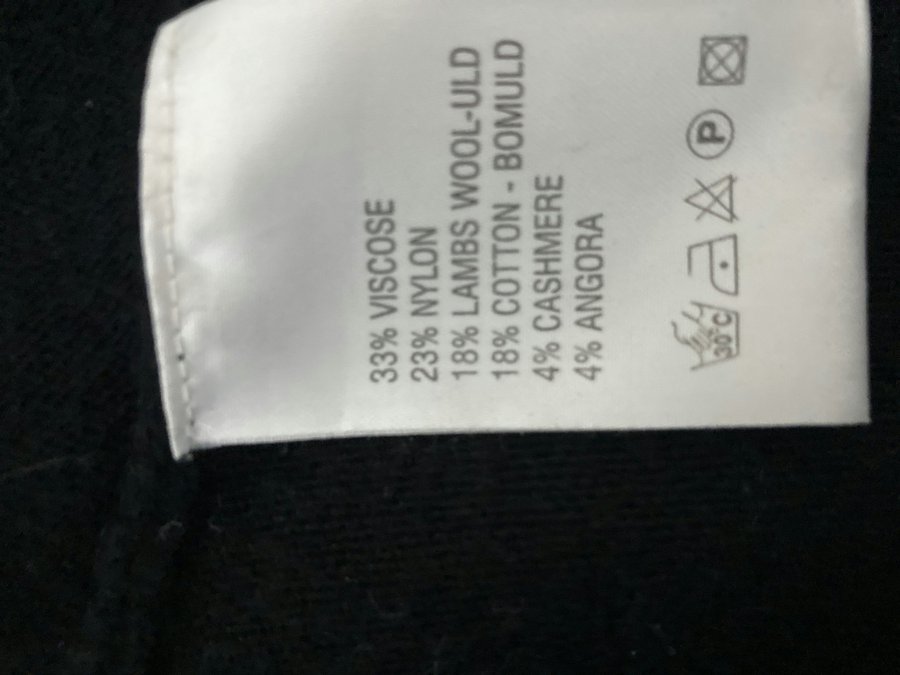 33% VISCOSE
23% NYLON
18% LAMBS WOOL-ULD
18% COTTON - BOMULD
4% CASHMERE
4% ANGORA
30°C P